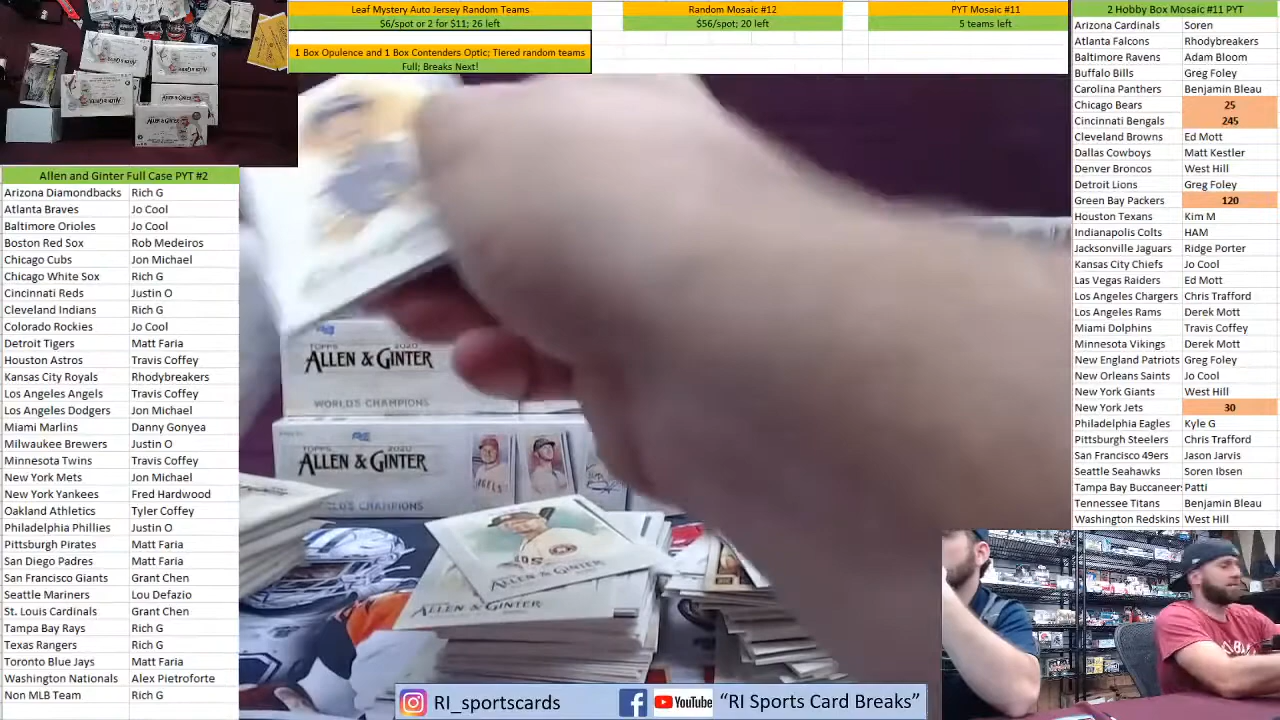 Leaf Mystery Auto Jersey Random Teams
$6/spot or 2 for $11; 26 left
1 Box Opulence and 1 Box Contenders Optic; Tiered random teams
Full; Breaks Next!
Random Mosaic #12
$56/spot; 20 left
PYT Mosaic #11
5 teams left
2 Hobby Box Mosaic #11 PYT
Arizona Cardinals Soren
Atlanta Falcons Rhodybreakers
Baltimore Ravens Adam Bloom
Buffalo Bills Greg Foley
Carolina Panthers Benjamin Bleau
Chicago Bears 25
Cincinnati Bengals 245
Cleveland Browns Ed Mott
Dallas Cowboys Matt Kestler
Denver Broncos West Hill
Detroit Lions Greg Foley
Green Bay Packers 120
Houston Texans Kim M
Indianapolis Colts HAM
Jacksonville Jaguars Ridge Porter
Kansas City Chiefs Jo Cool
Las Vegas Raiders Ed Mott
Los Angeles Chargers Chris Trafford
Los Angeles Rams Derek Mott
Miami Dolphins Travis Coffey
Minnesota Vikings Derek Mott
New England Patriots Greg Foley
New Orleans Saints Jo Cool
New York Giants West Hill
New York Jets 30
Philadelphia Eagles Kyle G
Pittsburgh Steelers Chris Trafford
San Francisco 49ers Jason Jarvis
Seattle Seahawks Soren Ibsen
Tampa Bay Buccaneers Patti
Tennessee Titans Benjamin Bleau
Washington Redskins West Hill
Allen and Ginter Full Case PYT #2
Arizona Diamondbacks Rich G
Atlanta Braves Jo Cool
Baltimore Orioles Jo Cool
Boston Red Sox Rob Medeiros
Chicago Cubs Jon Michael
Chicago White Sox Rich G
Cincinnati Reds Justin O
Cleveland Indians Rich G
Colorado Rockies Jo Cool
Detroit Tigers Matt Faria
Houston Astros Travis Coffey
Kansas City Royals Rhodybreakers
Los Angeles Angels Travis Coffey
Los Angeles Dodgers Jon Michael
Miami Marlins Danny Gonyea
Milwaukee Brewers Justin O
Minnesota Twins Travis Coffey
New York Mets Jon Michael
New York Yankees Fred Hardwood
Oakland Athletics Tyler Coffey
Philadelphia Phillies Justin O
Pittsburgh Pirates Matt Faria
San Diego Padres Matt Faria
San Francisco Giants Grant Chen
Seattle Mariners Lou Defazio
St. Louis Cardinals Grant Chen
Tampa Bay Rays Rich G
Texas Rangers Rich G
Toronto Blue Jays Matt Faria
Washington Nationals Alex Pietroforte
Non MLB Team Rich G
TOPPS 2020
ALLEN & GINTER
WORLD'S CHAMPIONS
TOPPS 2020
ALLEN & GINTER
WORLD'S CHAMPIONS
ALLEN & GINTER
ALLEN & GINTER
RI_sportscards
YouTube
"RI Sports Card Breaks"